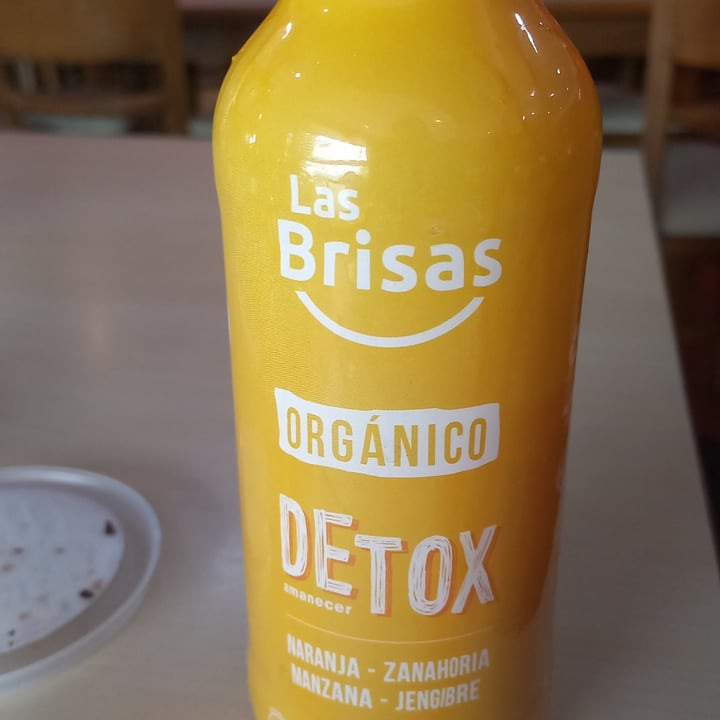 Las
Brisas
ORGÁNICO
DETOX
amanecer
NARANJA - ZANAHORIA
MANZANA - JENGIBRE